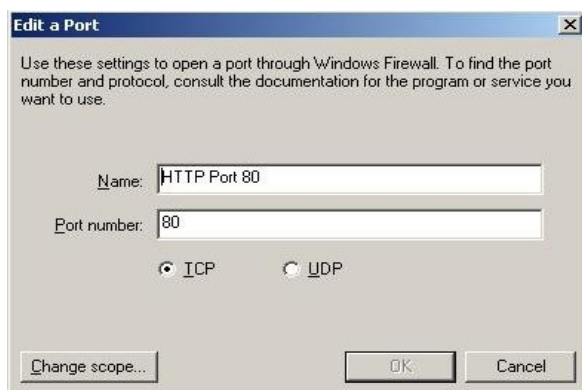 Edit a Port
Use these settings to open a port through Windows Firewall. To find the port
number and protocol, consult the documentation for the program or service you
want to use.
Name: HTTP Port 80
Port number: 80
TCP UDP
Change scope... OK Cancel